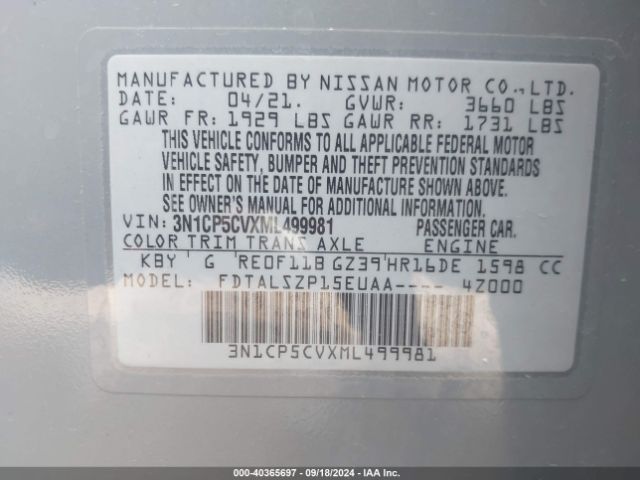 MANUFACTURED BY NISSAN MOTOR CO.,LTD.
DATE: 04/21. GVWR: 3660 LBS
GAWR FR: 1929 LBS GAWR RR: 1731 LBS
THIS VEHICLE CONFORMS TO ALL APPLICABLE FEDERAL MOTOR
VEHICLE SAFETY, BUMPER AND THEFT PREVENTION STANDARDS
IN EFFECT ON THE DATE OF MANUFACTURE SHOWN ABOVE.
SEE OWNER'S MANUAL FOR ADDITIONAL INFORMATION.
VIN: 3N1CP5CVXML499981 PASSENGER CAR.
COLOR TRIM TRANS AXLE ENGINE
KBY G RE0F11B GZ39 HR16DE 1598 CC
MODEL: FDTALSZP15EUAA---- 4Z000
3N1CP5CVXML499981
000-40365697 - 09/18/2024 - IAAI.COM